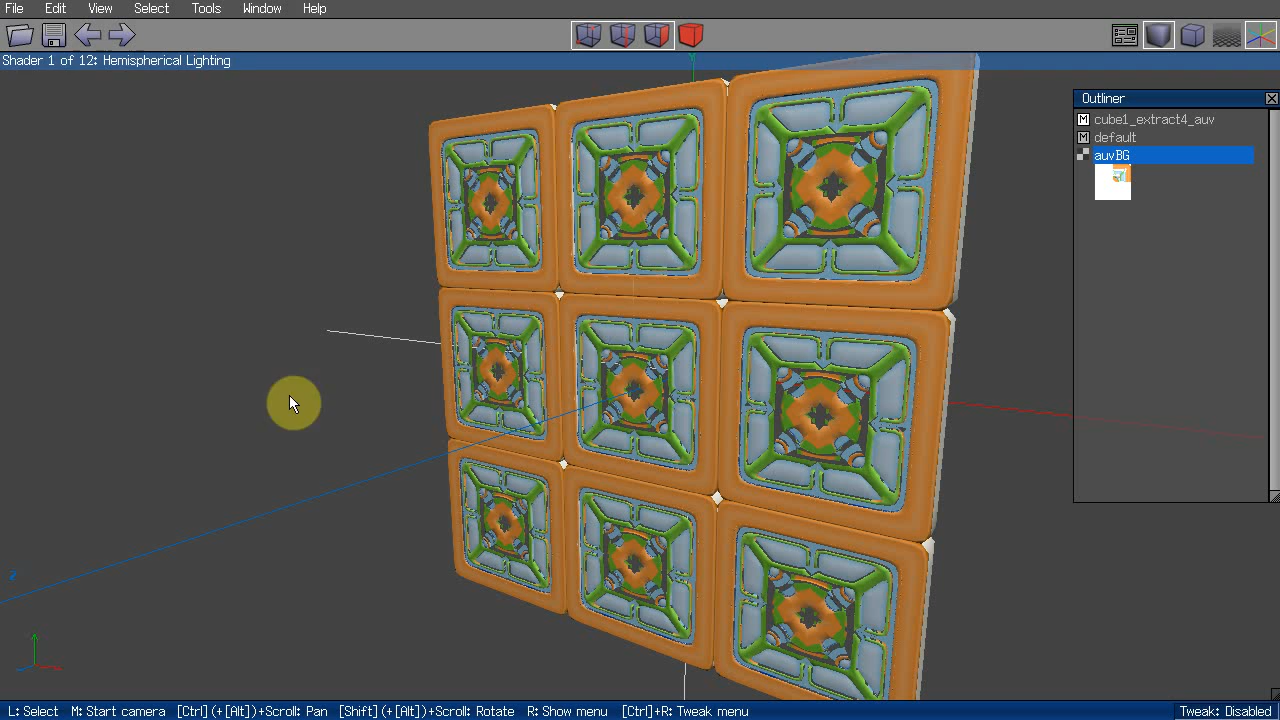 File Edit View Select Tools Window Help
Shader 1 of 12: Hemispherical Lighting
Outliner
M cube1_extract4_auv
M default
auvBG
Y
Z
L: Select M: Start camera [Ctrl](+[Alt])+Scroll: Pan [Shift](+[Alt])+Scroll: Rotate R: Show menu [Ctrl]+R: Tweak menu Tweak: Disabled